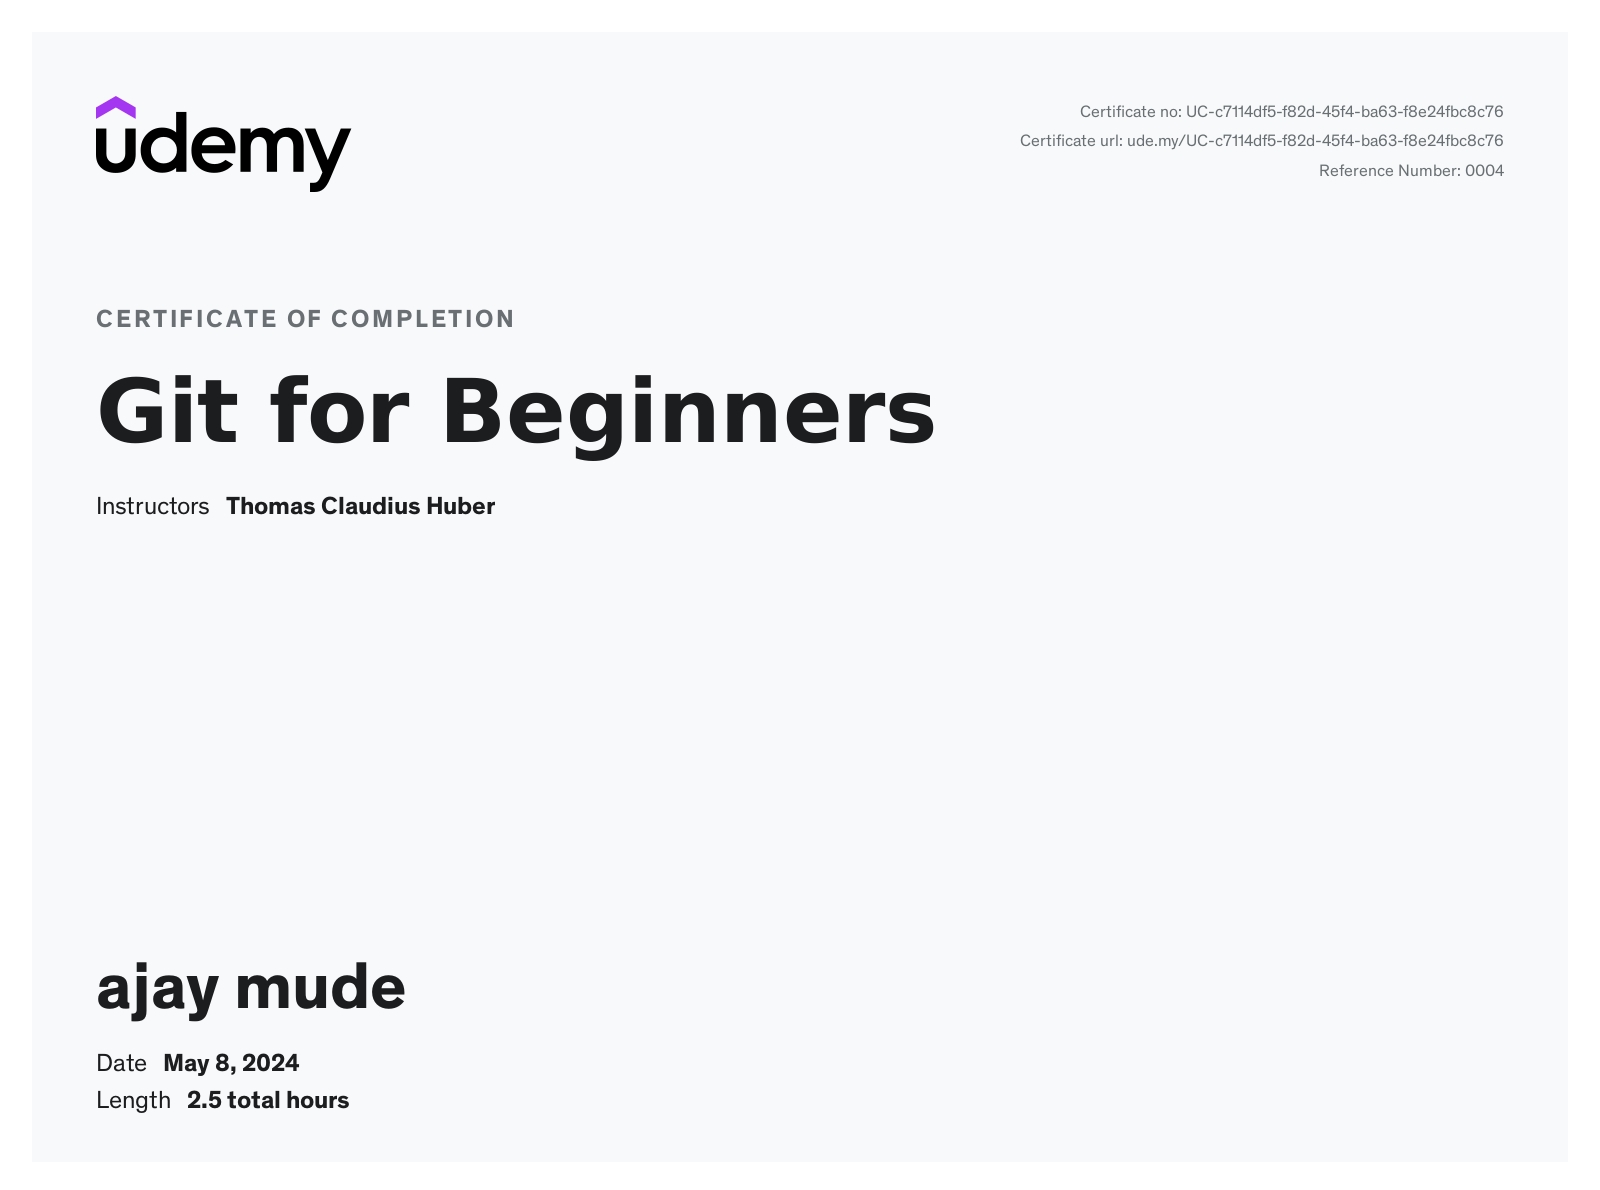 udemy
Certificate no: UC-c7114df5-f82d-45f4-ba63-f8e24fbc8c76
Certificate url: ude.my/UC-c7114df5-f82d-45f4-ba63-f8e24fbc8c76
Reference Number: 0004
CERTIFICATE OF COMPLETION
Git for Beginners
Instructors Thomas Claudius Huber
ajay mude
Date May 8, 2024
Length 2.5 total hours